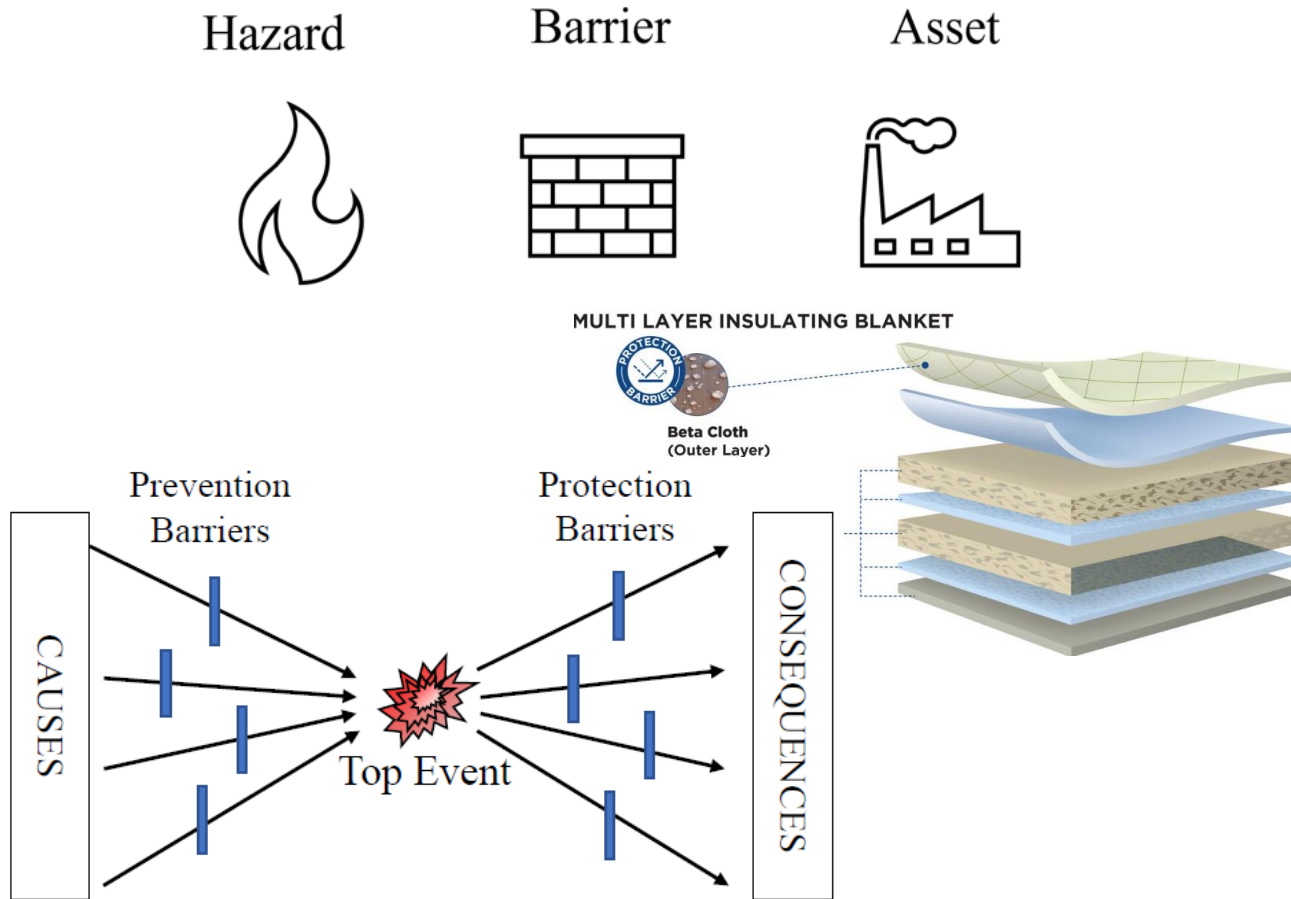 Hazard
Barrier
Asset
MULTI LAYER INSULATING BLANKET
PROTECTION
BARRIER
Beta Cloth
(Outer Layer)
Prevention
Barriers
Protection
Barriers
CAUSES
Top Event
CONSEQUENCES